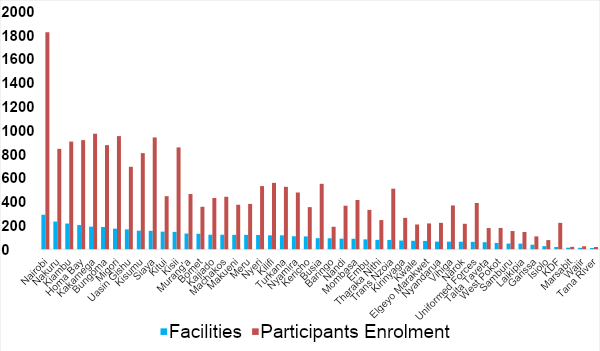 2000
1800
1600
1400
1200
1000
800
600
400
200
0
Nairobi
Nakuru
Kiambu
Homa Bay
Kakamega
Bungoma
Migori
Uasin Gishu
Kisumu
Siaya
Kitui
Kisii
Murang'a
Bomet
Kajiado
Machakos
Makueni
Meru
Nyeri
Kilifi
Turkana
Nyamira
Kericho
Busia
Baringo
Nandi
Mombasa
Embu
Tharaka Nithi
Trans Nzoia
Kirinyaga
Kwale
Elgeyo Marakwet
Nyandarua
Vihiga
Narok
Uniformed Forces
Taita Taveta
West Pokot
Samburu
Laikipia
Garissa
Isiolo
KDF
Marsabit
Wajir
Tana River
Facilities
Participants Enrolment